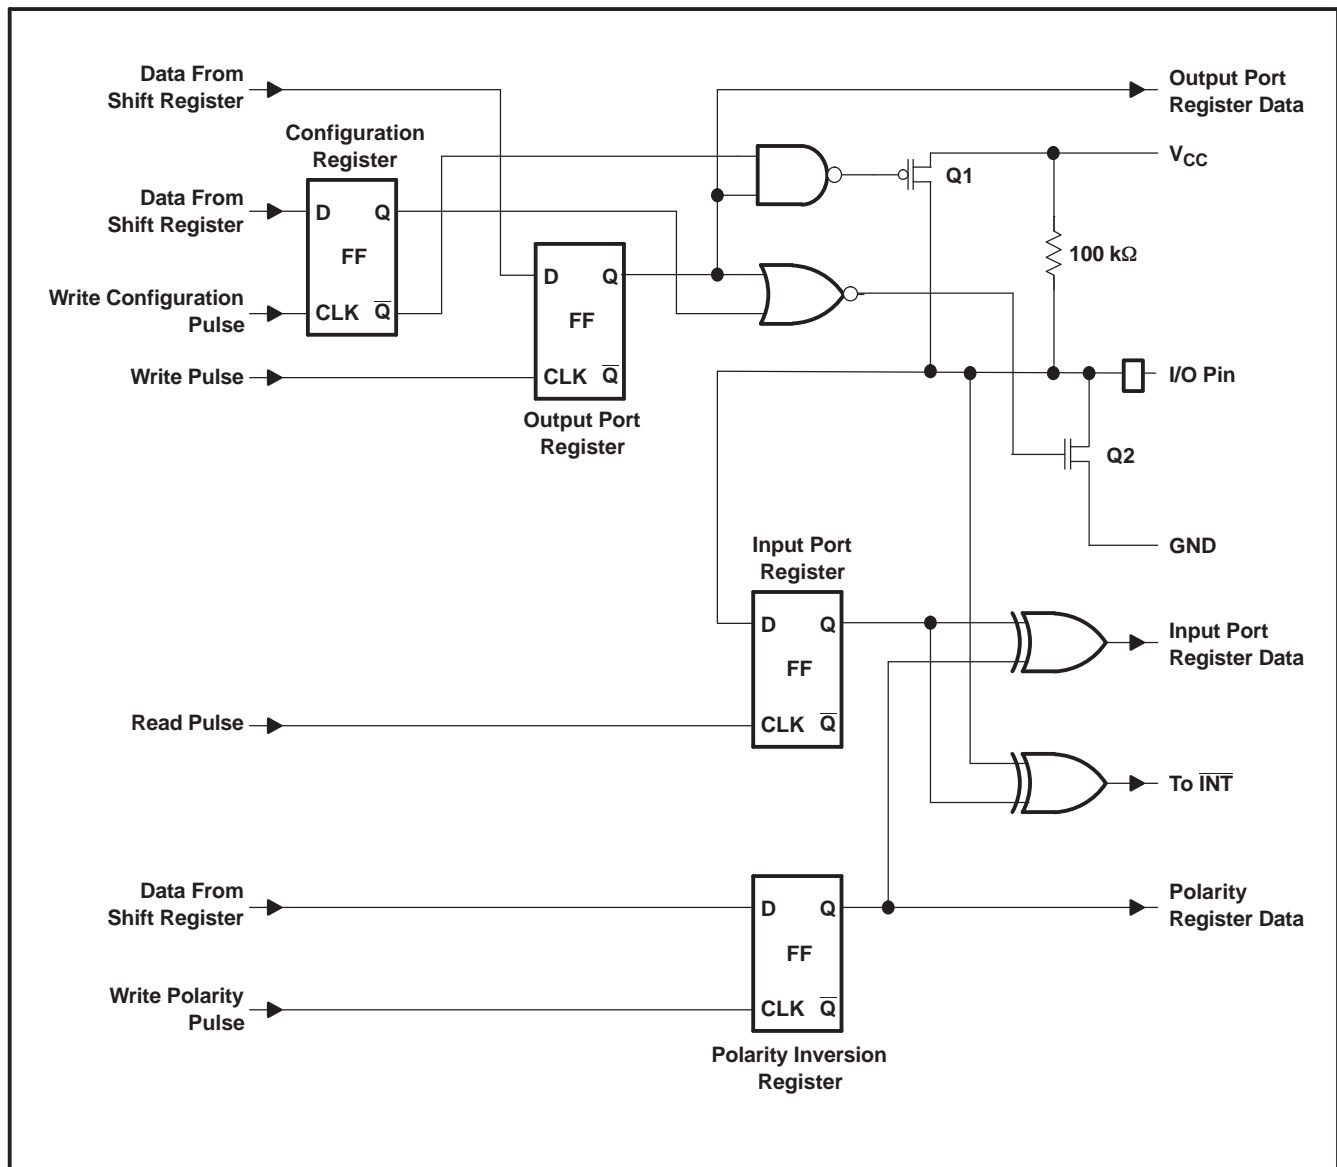 Data From
Shift Register
Configuration
Register
Data From
Shift Register
D
Q
FF
CLK
Q̅
Write Configuration
Pulse
Write Pulse
D
Q
FF
CLK
Q̅
Output Port
Register
Output Port
Register Data
VCC
Q1
100 kΩ
I/O Pin
Q2
GND
Input Port
Register
D
Q
FF
CLK
Q̅
Read Pulse
Input Port
Register Data
To I̅N̅T̅
Data From
Shift Register
D
Q
FF
CLK
Q̅
Write Polarity
Pulse
Polarity
Register Data
Polarity Inversion
Register